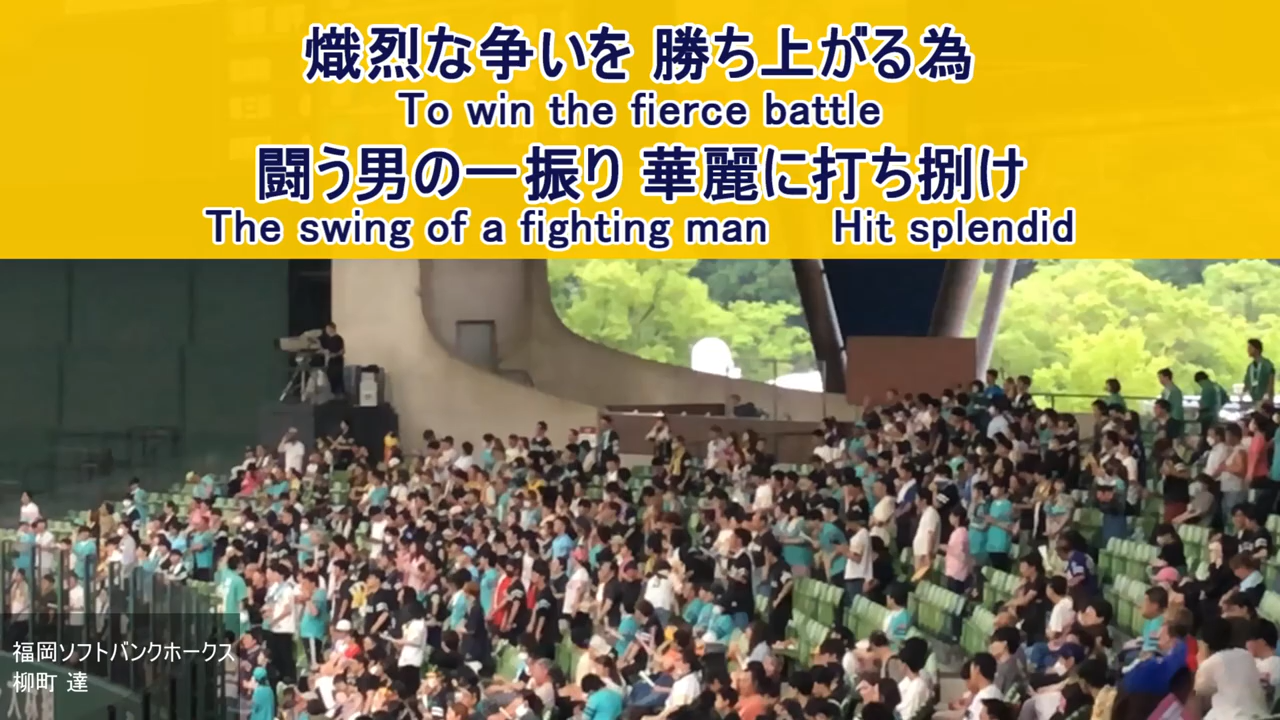 熾烈な争いを 勝ち上がる為
To win the fierce battle
闘う男の一振り 華麗に打ち捌け
The swing of a fighting man Hit splendid
福岡ソフトバンクホークス
柳町 達